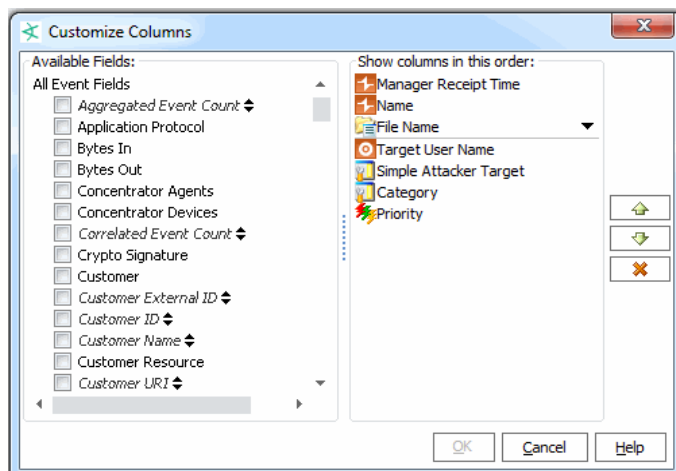 Customize Columns
Available Fields:
All Event Fields
Aggregated Event Count
Application Protocol
Bytes In
Bytes Out
Concentrator Agents
Concentrator Devices
Correlated Event Count
Crypto Signature
Customer
Customer External ID
Customer ID
Customer Name
Customer Resource
Customer URI
Show columns in this order:
Manager Receipt Time
Name
File Name
Target User Name
Simple Attacker Target
Category
Priority
OK
Cancel
Help